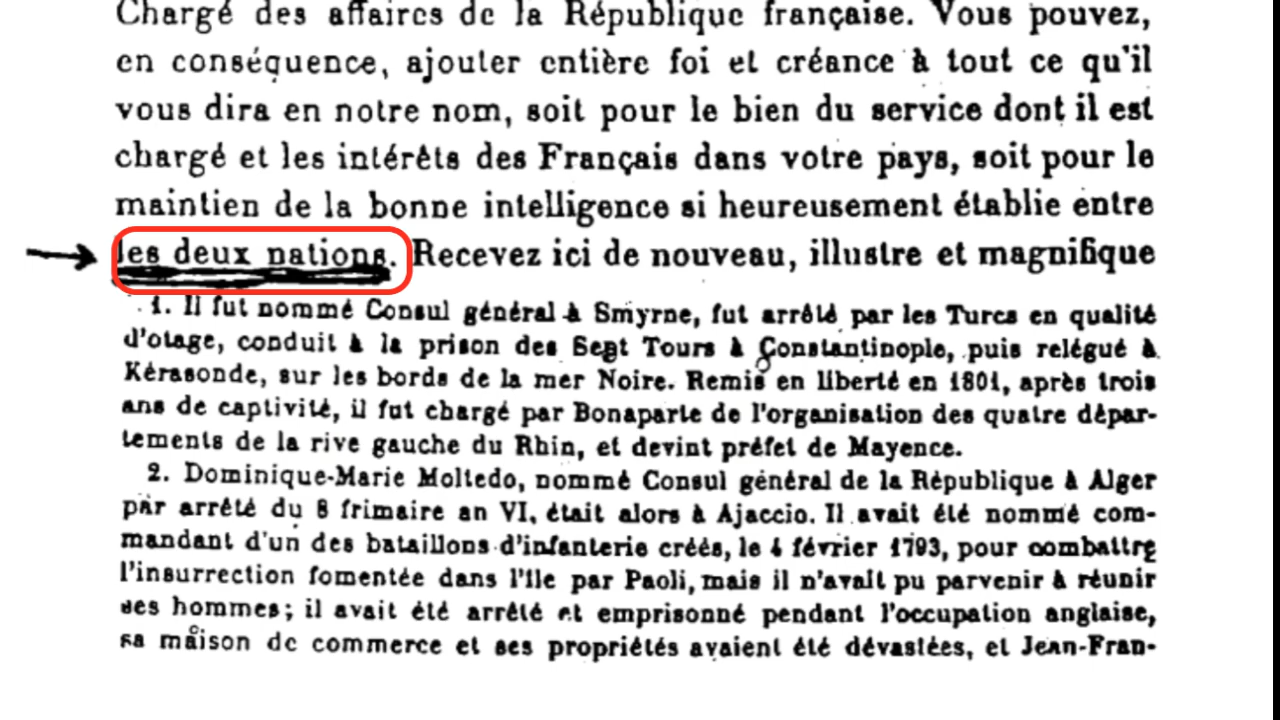 Chargé des affaires de la République française. Vous pouvez,
en conséquence, ajouter entière foi et créance à tout ce qu'il
vous dira en notre nom, soit pour le bien du service dont il est
chargé et les intérêts des Français dans votre pays, soit pour le
maintien de la bonne intelligence si heureusement établie entre
les deux nations. Recevez ici de nouveau, illustre et magnifique
1. Il fut nommé Consul général à Smyrne, fut arrêté par les Turcs en qualité
d'otage, conduit à la prison des Sept Tours à Constantinople, puis relégué à
Kérasonde, sur les bords de la mer Noire. Remis en liberté en 1801, après trois
ans de captivité, il fut chargé par Bonaparte de l'organisation des quatre dépar-
tements de la rive gauche du Rhin, et devint préfet de Mayence.
2. Dominique-Marie Moltedo, nommé Consul général de la République à Alger
par arrêté du 8 frimaire an VI, était alors à Ajaccio. Il avait été nommé com-
mandant d'un des bataillons d'infanterie créés, le 4 février 1793, pour combattre
l'insurrection fomentée dans l'île par Paoli, mais il n'avait pu parvenir à réunir
ses hommes; il avait été arrêté et emprisonné pendant l'occupation anglaise,
sa maison de commerce et ses propriétés avaient été dévastées, et Jean-Fran-